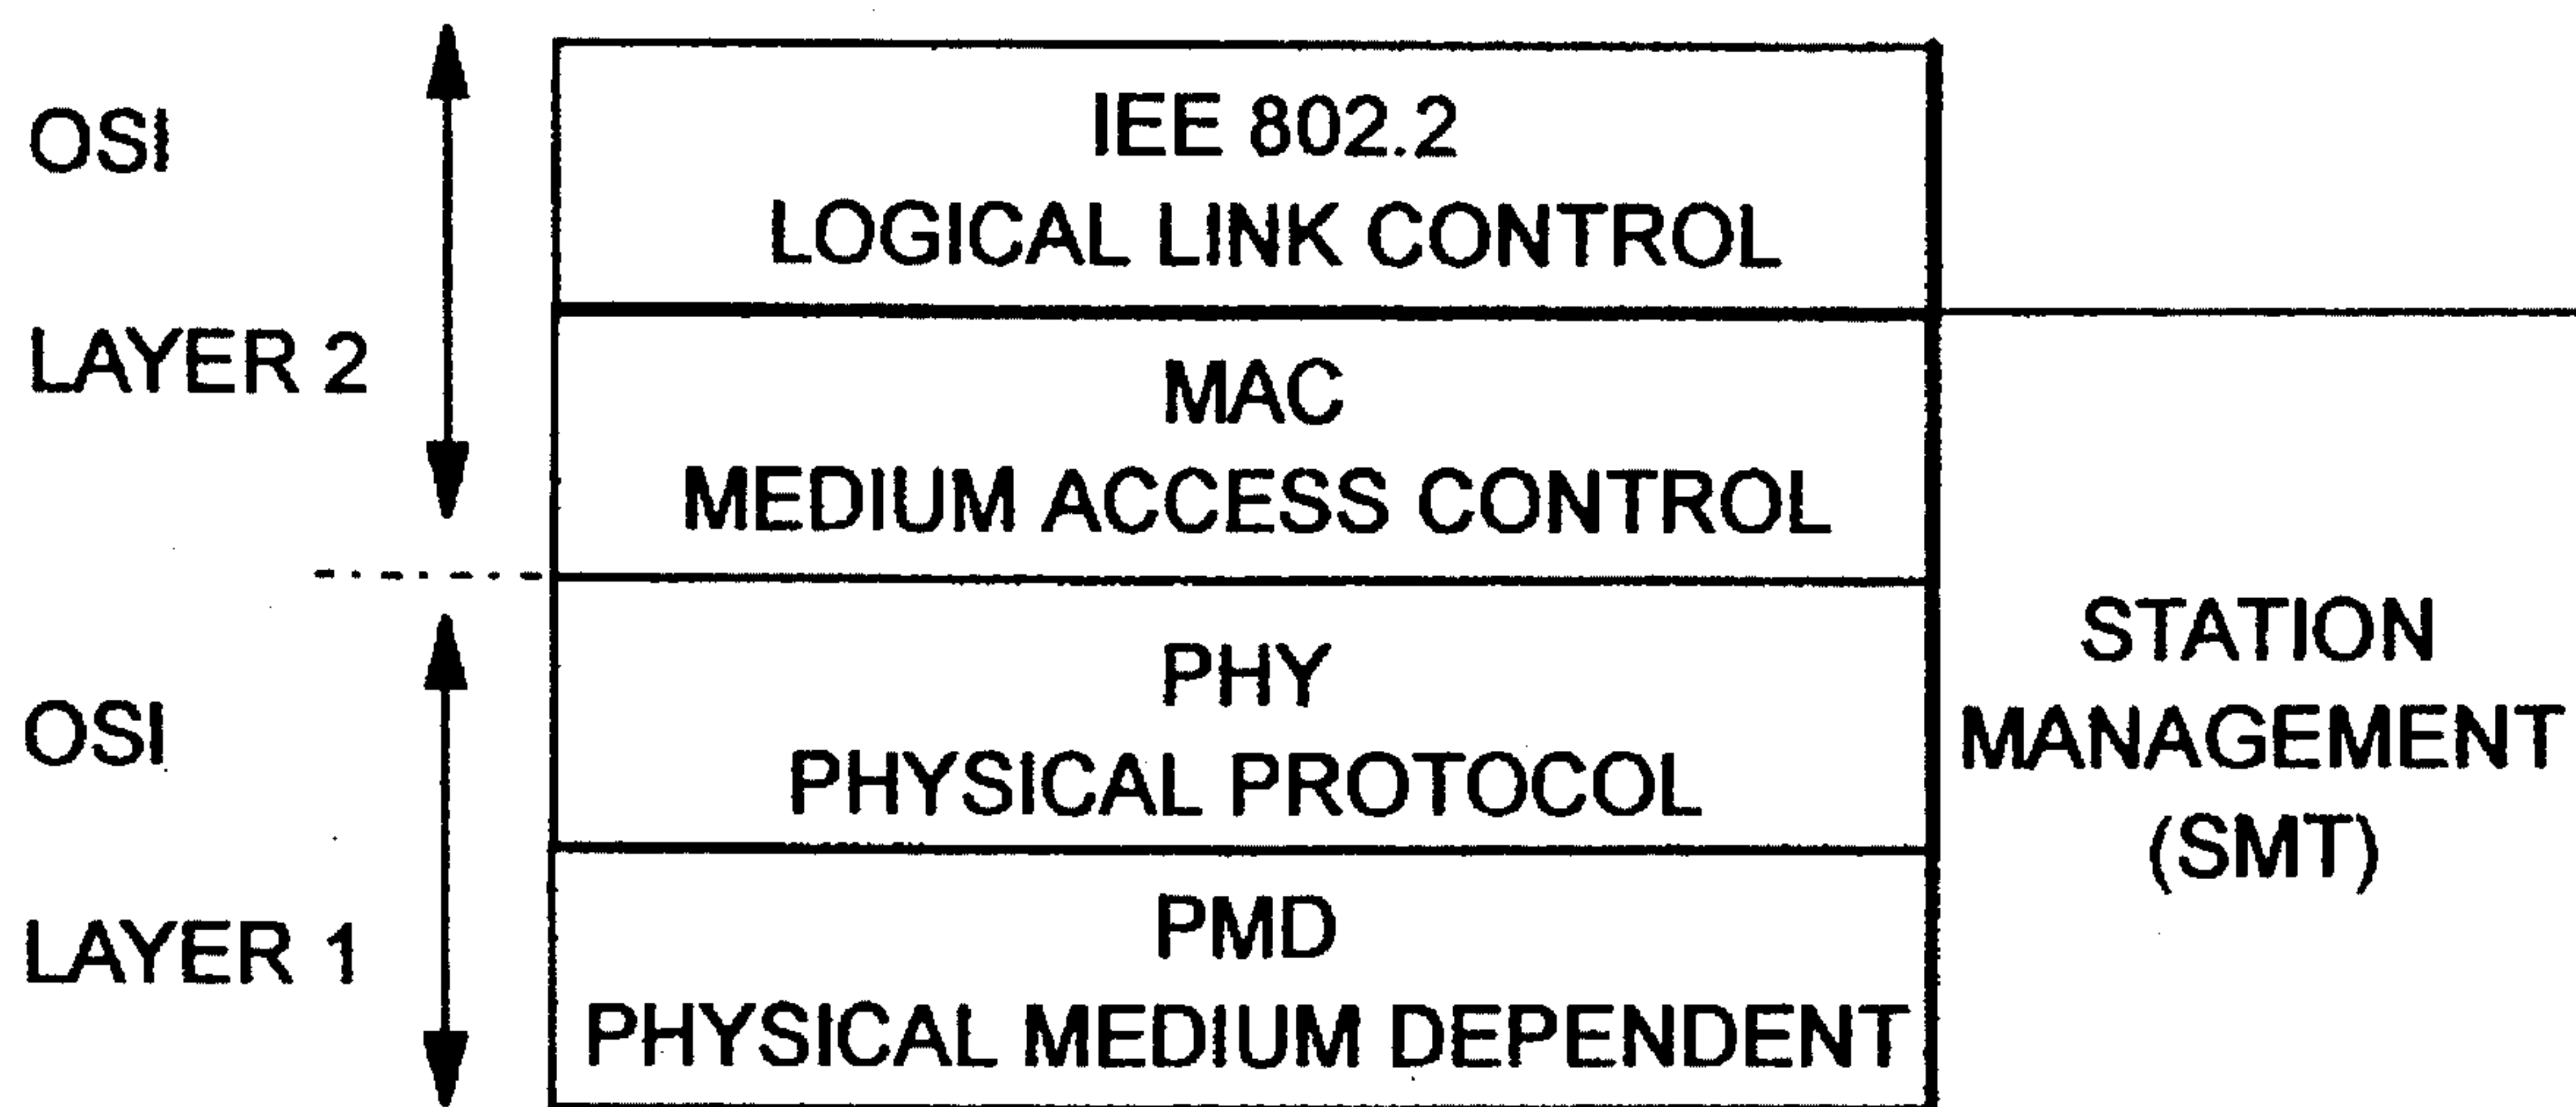 OSI
LAYER 2
IEE 802.2
LOGICAL LINK CONTROL
MAC
MEDIUM ACCESS CONTROL
OSI
LAYER 1
PHY
PHYSICAL PROTOCOL
PMD
PHYSICAL MEDIUM DEPENDENT
STATION
MANAGEMENT
(SMT)